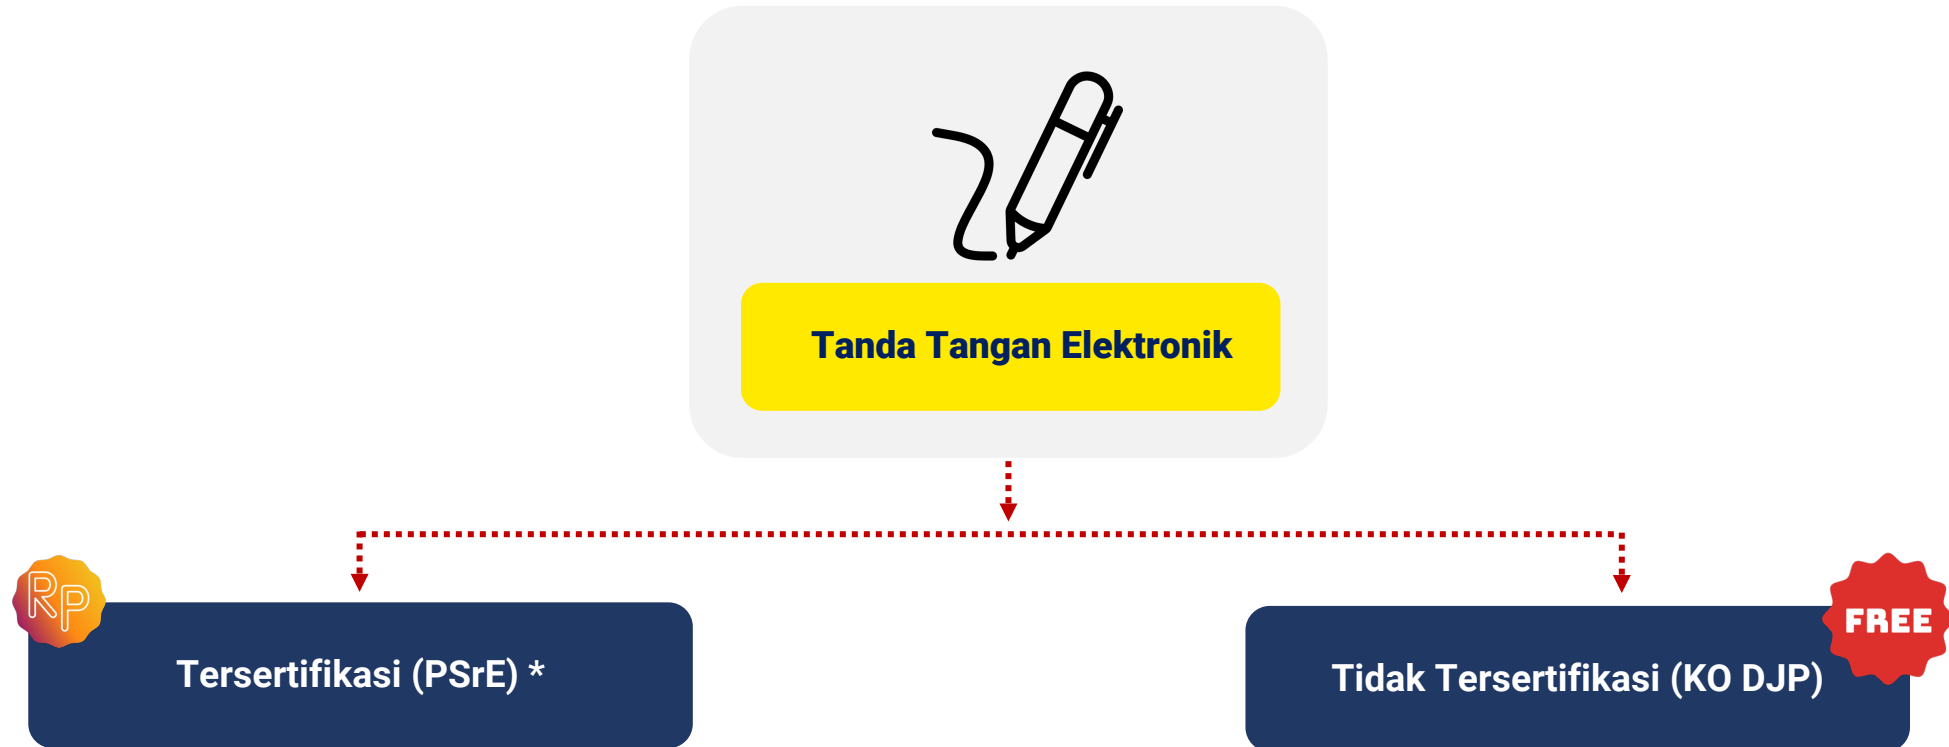 Tanda Tangan Elektronik
RP
FREE
Tersertifikasi (PSrE) *
Tidak Tersertifikasi (KO DJP)